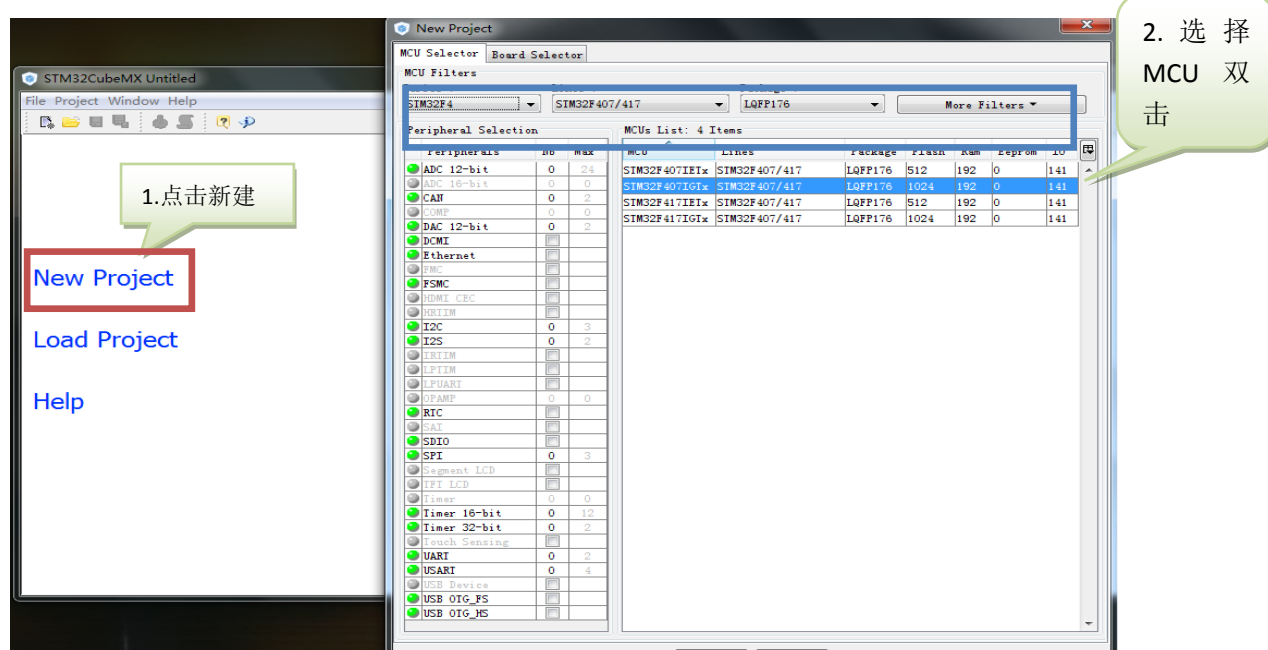 STM32CubeMX Untitled
File Project Window Help
1.点击新建
New Project
Load Project
Help
New Project
MCU Selector Board Selector
MCU Filters
STM32F4 STM32F407/417 LQFP176 More Filters
Peripheral Selection MCUs List: 4 Items
Peripherals Nb Max MCU Lines Package Flash Ram Eeprom IO
ADC 12-bit 0 24 STM32F407IETx STM32F407/417 LQFP176 512 192 0 141
ADC 16-bit 0 0 STM32F407IGTx STM32F407/417 LQFP176 1024 192 0 141
CAN 0 2 STM32F417IETx STM32F407/417 LQFP176 512 192 0 141
COMP 0 0 STM32F417IGTx STM32F407/417 LQFP176 1024 192 0 141
DAC 12-bit 0 2
DCMI
Ethernet
FMC
FSMC
HDMI CEC
HRTIM
I2C 0 3
I2S 0 2
IRTIM
LPTIM
LPUART
OPAMP 0 0
RTC
SAI
SDIO
SPI 0 3
Segment LCD
TFT LCD
Timer 0 0
Timer 16-bit 0 12
Timer 32-bit 0 2
Touch Sensing
UART 0 2
USART 0 4
USB Device
USB OTG_FS
USB OTG_HS
2. 选 择
MCU 双
击